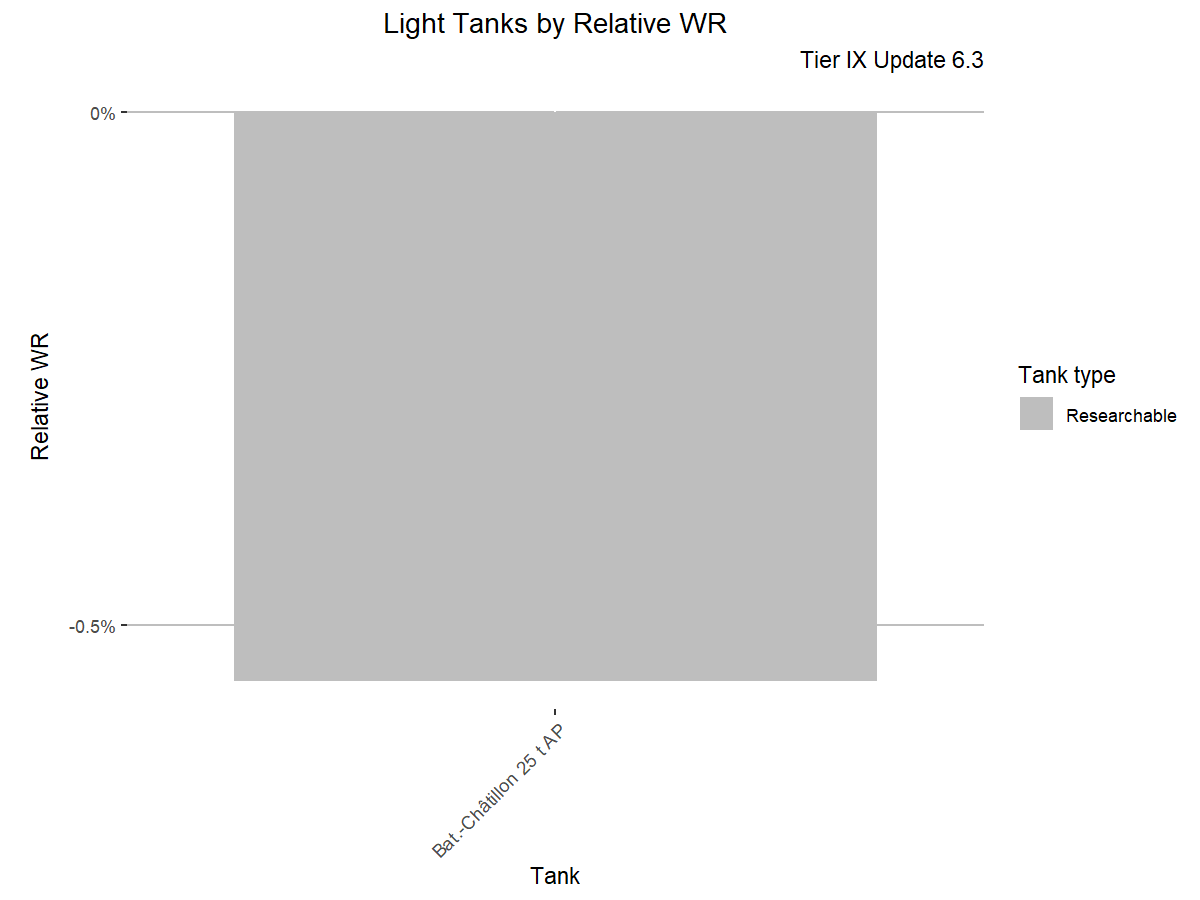 Light Tanks by Relative WR
Tier IX Update 6.3
0%
-0.5%
Relative WR
Bat.-Châtillon 25 t AP
Tank
Tank type
Researchable